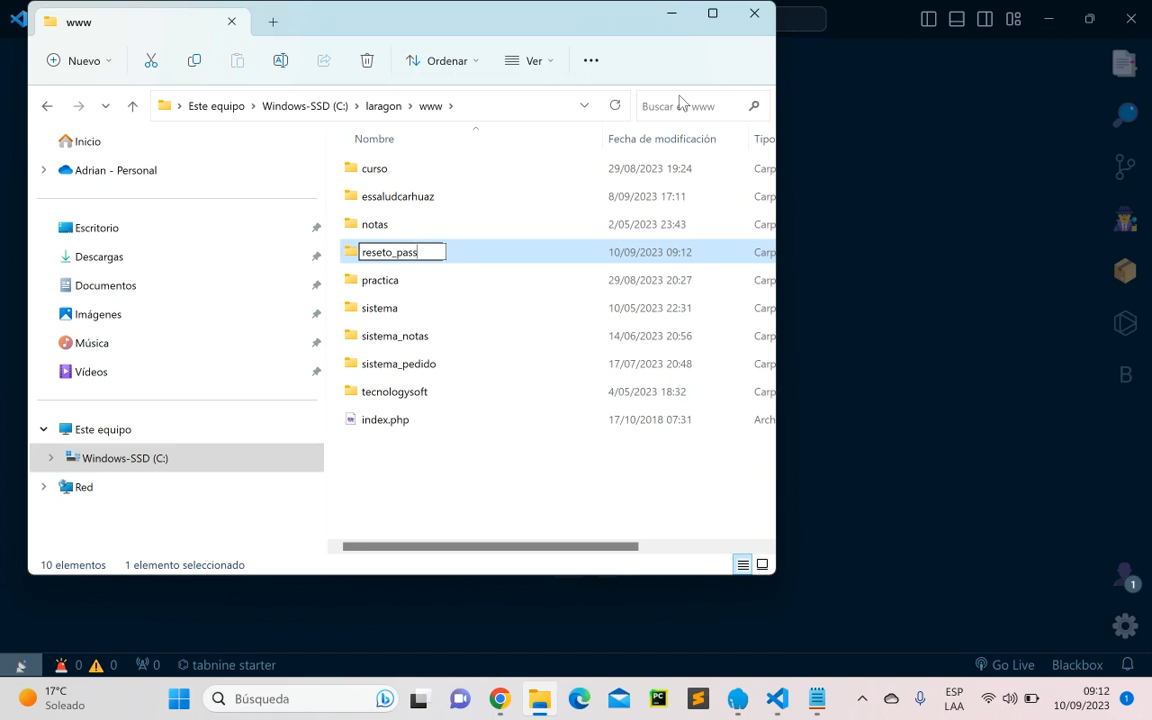 www
Nuevo
Ordenar
Ver
Este equipo > Windows-SSD (C:) > laragon > www >
Buscar en www
Nombre
Fecha de modificación
Tipo
Inicio
Adrian - Personal
Escritorio
Descargas
Documentos
Imágenes
Música
Vídeos
Este equipo
Windows-SSD (C:)
Red
curso 29/08/2023 19:24 Carp
essaludcarhuaz 8/09/2023 17:11 Carp
notas 2/05/2023 23:43 Carp
reseto_pass 10/09/2023 09:12 Carp
practica 29/08/2023 20:27 Carp
sistema 10/05/2023 22:31 Carp
sistema_notas 14/06/2023 20:56 Carp
sistema_pedido 17/07/2023 20:48 Carp
tecnologysoft 4/05/2023 18:32 Carp
index.php 17/10/2018 07:31 Arch
10 elementos 1 elemento seleccionado
B
1
0 0 0 tabnine starter
Go Live Blackbox
17°C
Soleado
Búsqueda
PC
ESP
LAA
09:12
10/09/2023
1